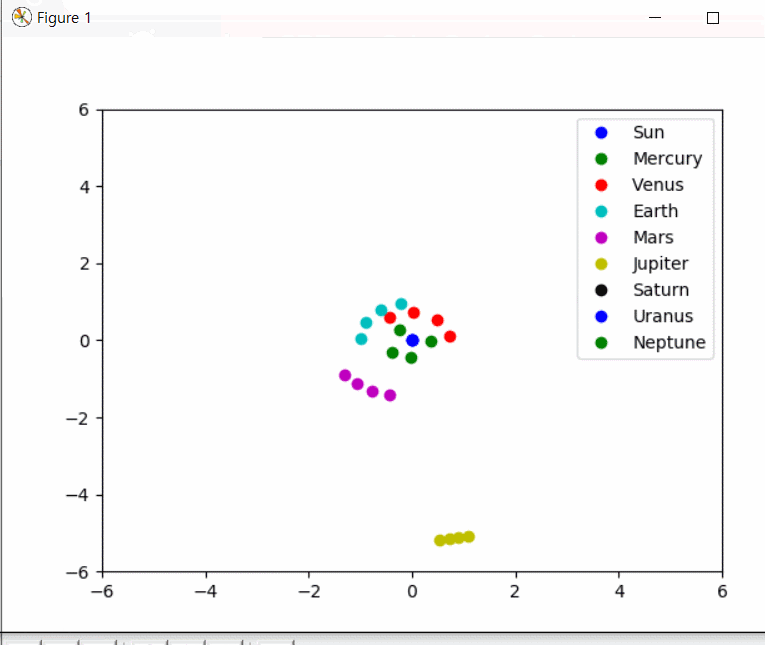 Figure 1
6
4
2
0
−2
−4
−6
−6 −4 −2 0 2 4 6
Sun
Mercury
Venus
Earth
Mars
Jupiter
Saturn
Uranus
Neptune